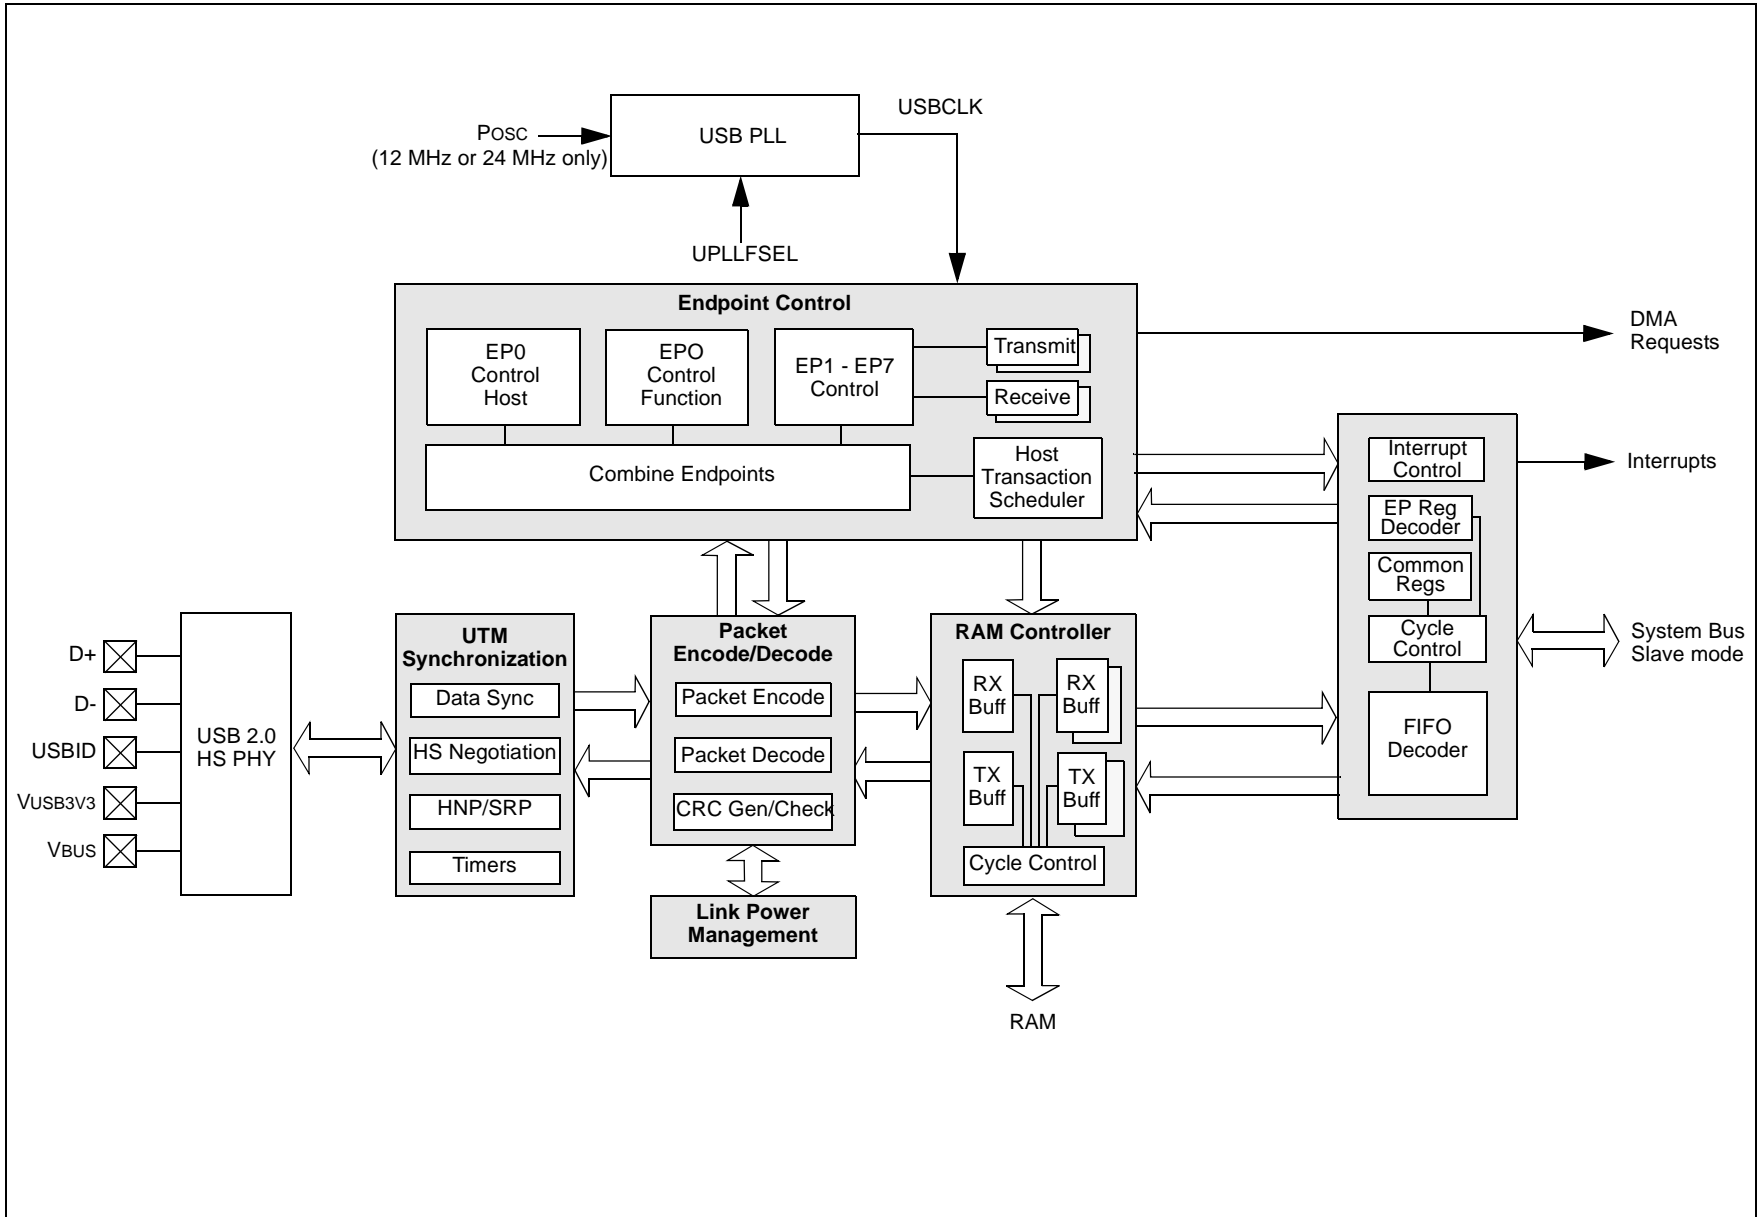 USBCLK
POSC
(12 MHz or 24 MHz only)
USB PLL
UPLLFSEL
Endpoint Control
EP0
Control
Host
EPO
Control
Function
EP1 - EP7
Control
Transmit
Receive
Combine Endpoints
Host
Transaction
Scheduler
DMA
Requests
Interrupt
Control
Interrupts
EP Reg
Decoder
Common
Regs
Cycle
Control
System Bus
Slave mode
FIFO
Decoder
D+
D-
USBID
VUSB3V3
VBUS
USB 2.0
HS PHY
UTM
Synchronization
Data Sync
HS Negotiation
HNP/SRP
Timers
Packet
Encode/Decode
Packet Encode
Packet Decode
CRC Gen/Check
Link Power
Management
RAM Controller
RX
Buff
RX
Buff
TX
Buff
TX
Buff
Cycle Control
RAM